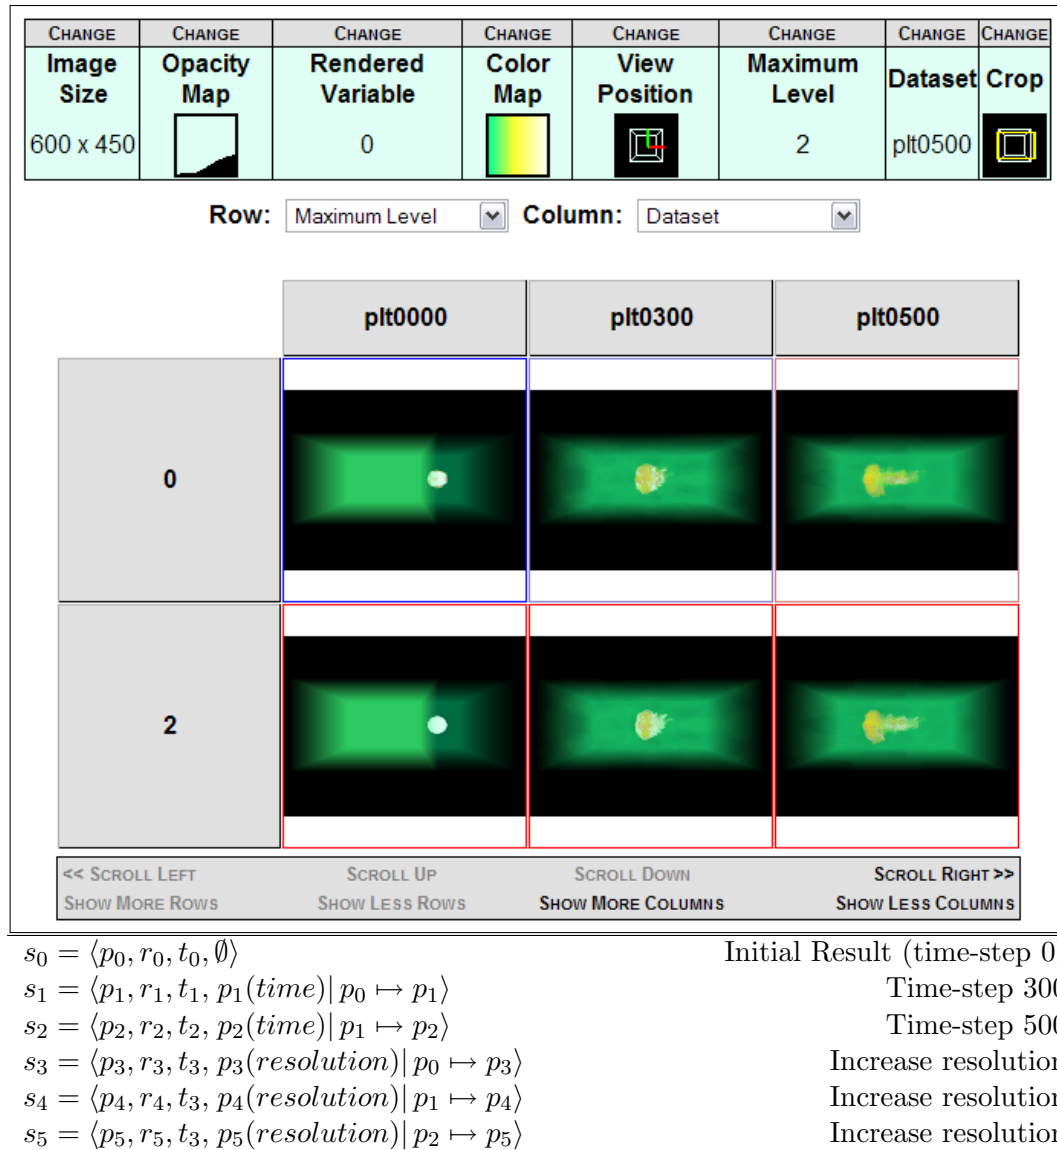 CHANGE CHANGE CHANGE CHANGE CHANGE CHANGE CHANGE CHANGE
Image Size Opacity Map Rendered Variable Color Map View Position Maximum Level Dataset Crop
600 x 450 0 2 plt0500
Row: Maximum Level Column: Dataset
plt0000 plt0300 plt0500
0
2
<< SCROLL LEFT SCROLL UP SCROLL DOWN SCROLL RIGHT >>
SHOW MORE ROWS SHOW LESS ROWS SHOW MORE COLUMNS SHOW LESS COLUMNS
s₀ = ⟨p₀, r₀, t₀, ∅⟩ Initial Result (time-step 0
s₁ = ⟨p₁, r₁, t₁, p₁(time)| p₀ ↦ p₁⟩ Time-step 300
s₂ = ⟨p₂, r₂, t₂, p₂(time)| p₁ ↦ p₂⟩ Time-step 500
s₃ = ⟨p₃, r₃, t₃, p₃(resolution)| p₀ ↦ p₃⟩ Increase resolution
s₄ = ⟨p₄, r₄, t₃, p₄(resolution)| p₁ ↦ p₄⟩ Increase resolution
s₅ = ⟨p₅, r₅, t₃, p₅(resolution)| p₂ ↦ p₅⟩ Increase resolution